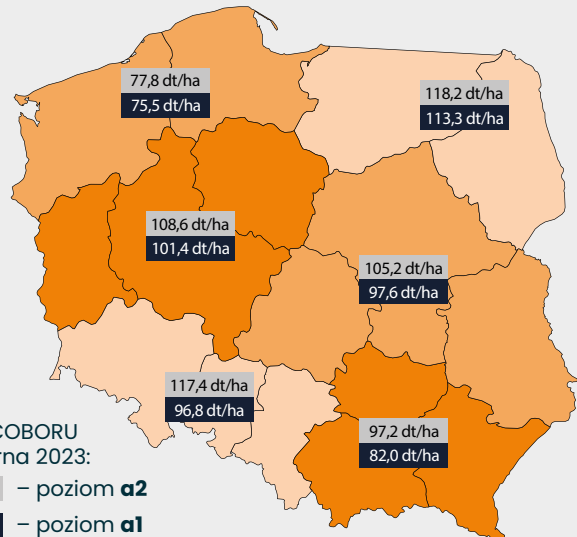 77,8 dt/ha
75,5 dt/ha
118,2 dt/ha
113,3 dt/ha
108,6 dt/ha
101,4 dt/ha
105,2 dt/ha
97,6 dt/ha
117,4 dt/ha
96,8 dt/ha
97,2 dt/ha
82,0 dt/ha
COBORU
2023:
– poziom a2
– poziom a1